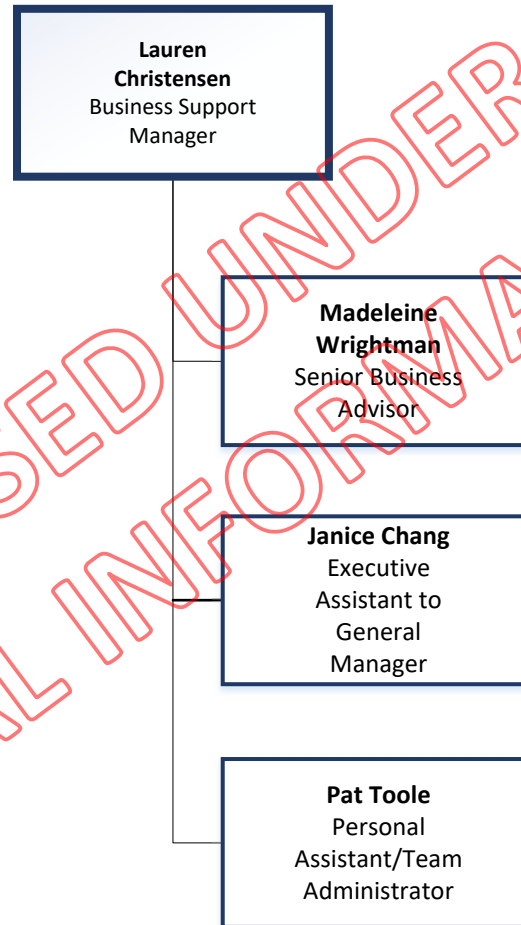 Lauren
Christensen
Business Support
Manager
Madeleine
Wrightman
Senior Business
Advisor
Janice Chang
Executive
Assistant to
General
Manager
Pat Toole
Personal
Assistant/Team
Administrator
SED UNDER
AL INFORMA